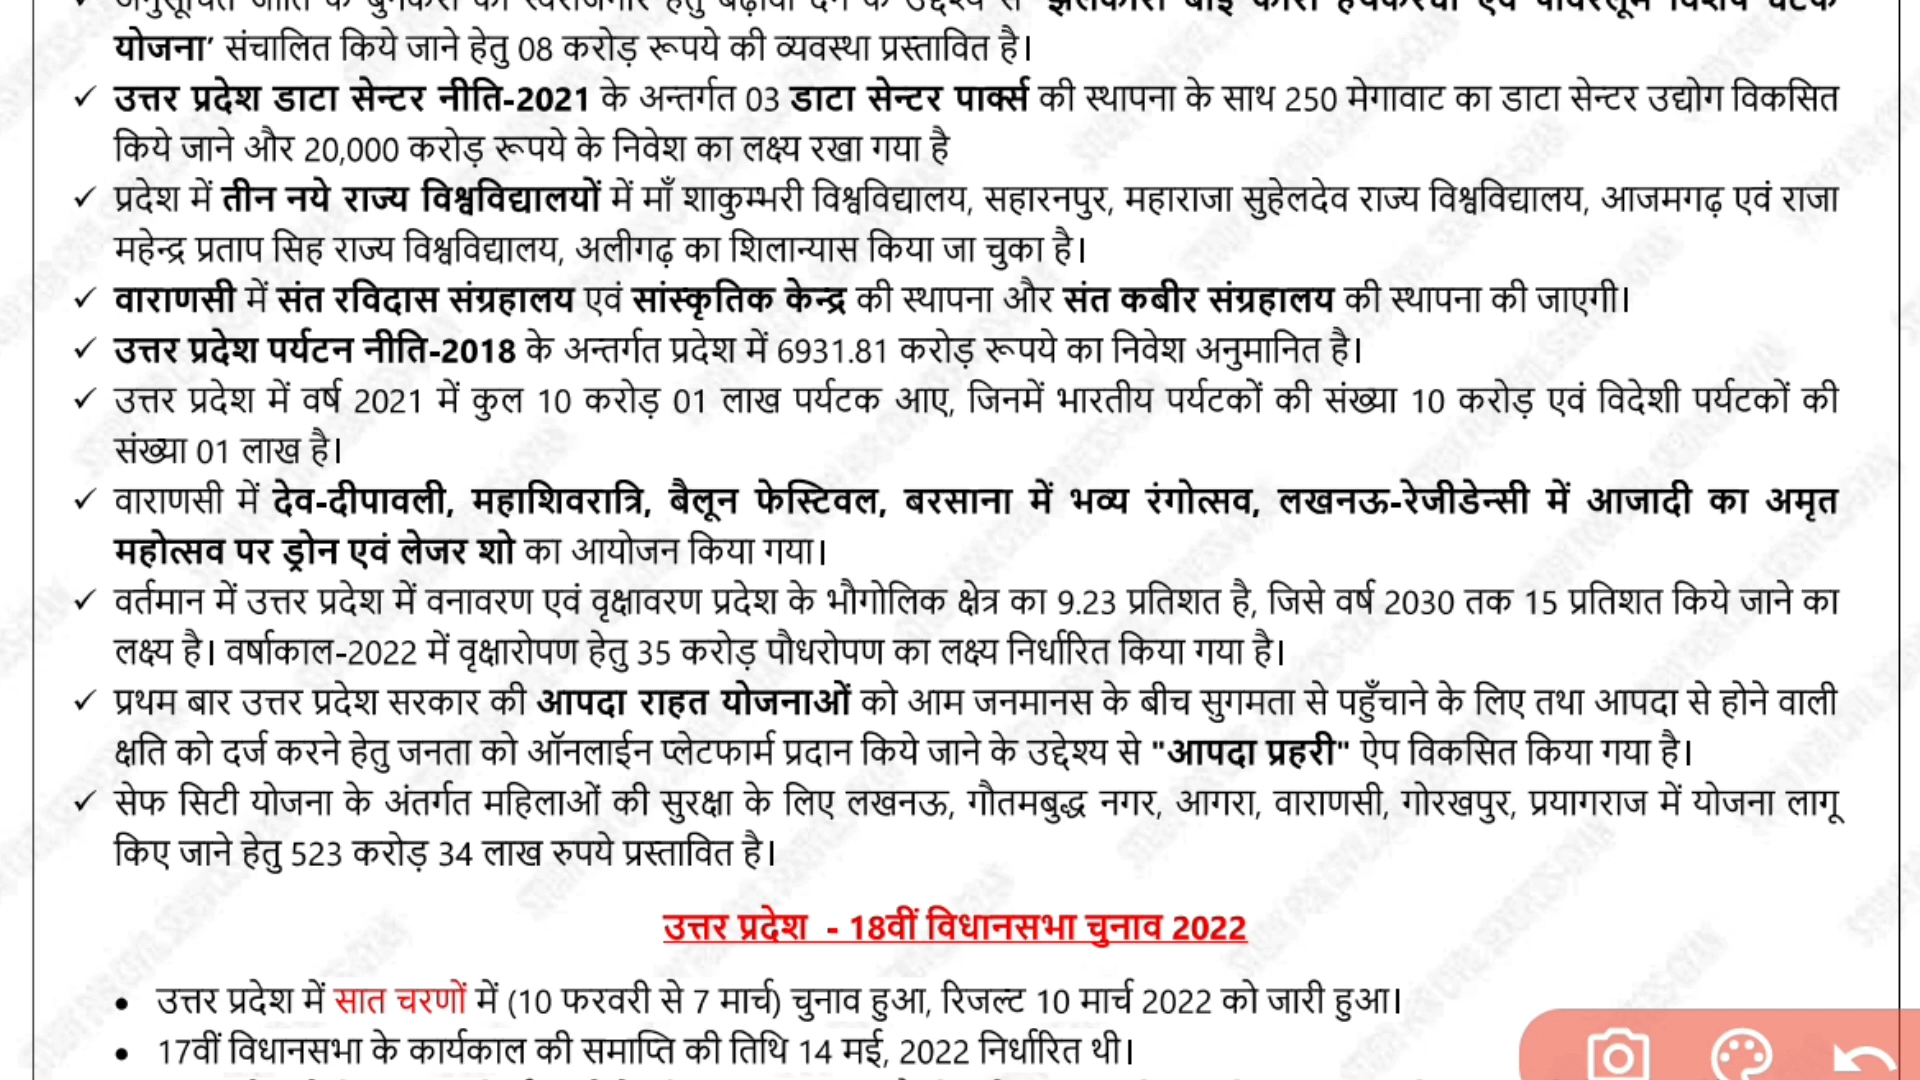 अनुसूचित जाति के बुनकरों को स्वरोजगार हेतु बढ़ावा देने के उद्देश्य से 'झलकारी बाई कोरी हथकरघा एवं पावरलूम विशेष घटक
योजना’ संचालित किये जाने हेतु 08 करोड़ रूपये की व्यवस्था प्रस्तावित है।
✓ उत्तर प्रदेश डाटा सेन्टर नीति-2021 के अन्तर्गत 03 डाटा सेन्टर पार्क्स की स्थापना के साथ 250 मेगावाट का डाटा सेन्टर उद्योग विकसित
किये जाने और 20,000 करोड़ रूपये के निवेश का लक्ष्य रखा गया है
✓ प्रदेश में तीन नये राज्य विश्वविद्यालयों में माँ शाकुम्भरी विश्वविद्यालय, सहारनपुर, महाराजा सुहेलदेव राज्य विश्वविद्यालय, आजमगढ़ एवं राजा
महेन्द्र प्रताप सिह राज्य विश्वविद्यालय, अलीगढ़ का शिलान्यास किया जा चुका है।
✓ वाराणसी में संत रविदास संग्रहालय एवं सांस्कृतिक केन्द्र की स्थापना और संत कबीर संग्रहालय की स्थापना की जाएगी।
✓ उत्तर प्रदेश पर्यटन नीति-2018 के अन्तर्गत प्रदेश में 6931.81 करोड़ रूपये का निवेश अनुमानित है।
✓ उत्तर प्रदेश में वर्ष 2021 में कुल 10 करोड़ 01 लाख पर्यटक आए, जिनमें भारतीय पर्यटकों की संख्या 10 करोड़ एवं विदेशी पर्यटकों की
संख्या 01 लाख है।
✓ वाराणसी में देव-दीपावली, महाशिवरात्रि, बैलून फेस्टिवल, बरसाना में भव्य रंगोत्सव, लखनऊ-रेजीडेन्सी में आजादी का अमृत
महोत्सव पर ड्रोन एवं लेजर शो का आयोजन किया गया।
✓ वर्तमान में उत्तर प्रदेश में वनावरण एवं वृक्षावरण प्रदेश के भौगोलिक क्षेत्र का 9.23 प्रतिशत है, जिसे वर्ष 2030 तक 15 प्रतिशत किये जाने का
लक्ष्य है। वर्षाकाल-2022 में वृक्षारोपण हेतु 35 करोड़ पौधरोपण का लक्ष्य निर्धारित किया गया है।
✓ प्रथम बार उत्तर प्रदेश सरकार की आपदा राहत योजनाओं को आम जनमानस के बीच सुगमता से पहुँचाने के लिए तथा आपदा से होने वाली
क्षति को दर्ज करने हेतु जनता को ऑनलाईन प्लेटफार्म प्रदान किये जाने के उद्देश्य से "आपदा प्रहरी" ऐप विकसित किया गया है।
✓ सेफ सिटी योजना के अंतर्गत महिलाओं की सुरक्षा के लिए लखनऊ, गौतमबुद्ध नगर, आगरा, वाराणसी, गोरखपुर, प्रयागराज में योजना लागू
किए जाने हेतु 523 करोड़ 34 लाख रुपये प्रस्तावित है।
उत्तर प्रदेश - 18वीं विधानसभा चुनाव 2022
• उत्तर प्रदेश में सात चरणों में (10 फरवरी से 7 मार्च) चुनाव हुआ, रिजल्ट 10 मार्च 2022 को जारी हुआ।
• 17वीं विधानसभा के कार्यकाल की समाप्ति की तिथि 14 मई, 2022 निर्धारित थी।